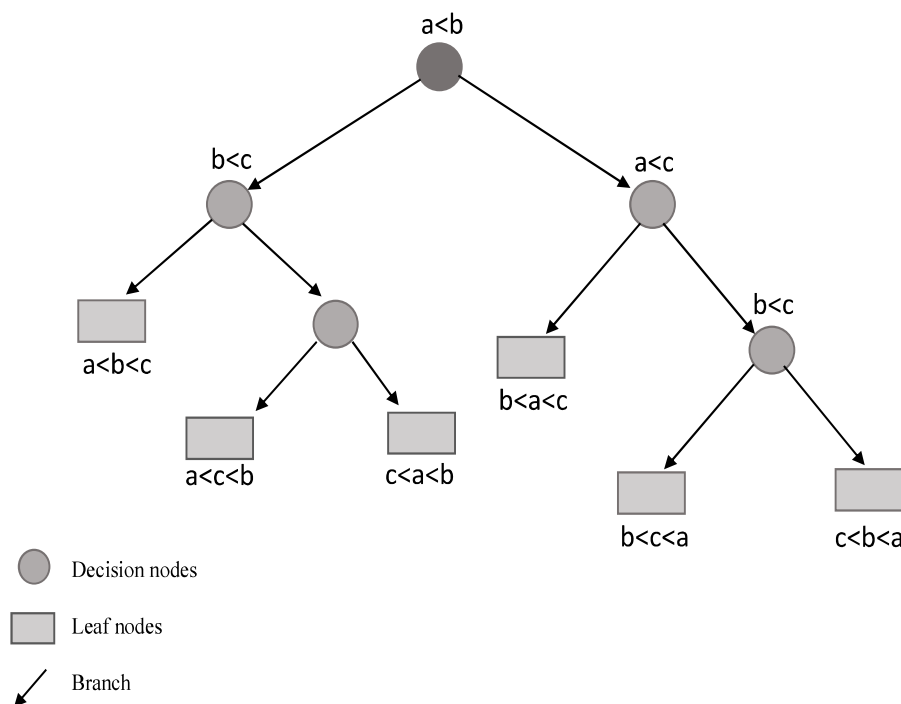 a<b
b<c
a<c
b<c
a<b<c
b<a<c
a<c<b
c<a<b
b<c<a
c<b<a
Decision nodes
Leaf nodes
Branch